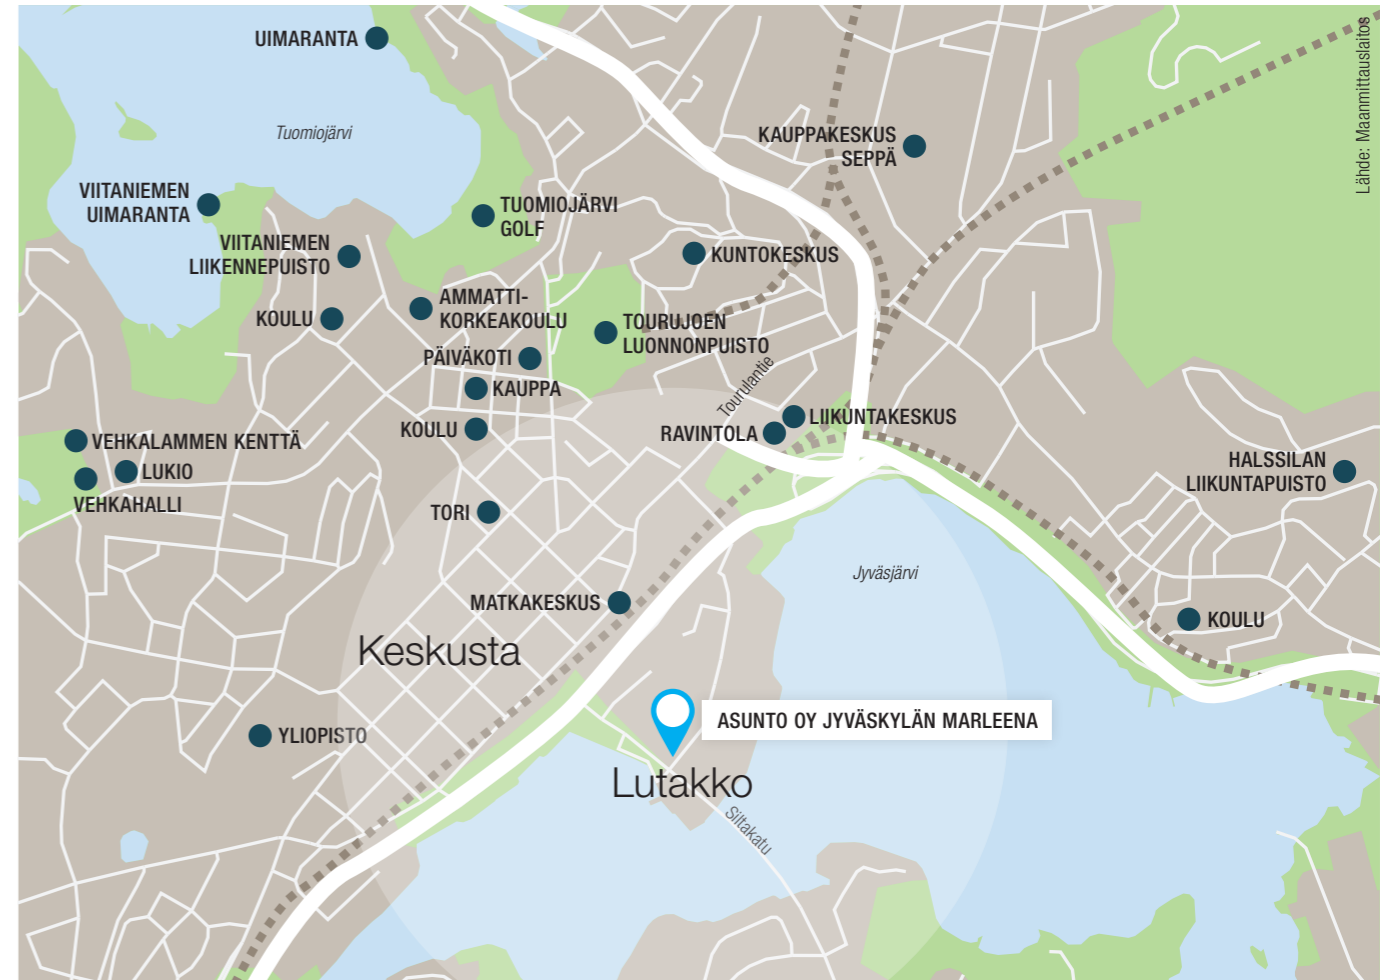 UIMARANTA
Tuomiojärvi
Lähde: Maanmittauslaitos
KAUPPAKESKUS
SEPPÄ
VIITANIEMEN
UIMARANTA
TUOMIOJÄRVI
GOLF
VIITANIEMEN
LIIKENNEPUISTO
KUNTOKESKUS
AMMATTI-
KORKEAKOULU
KOULU
TOURUJOEN
LUONNONPUISTO
PÄIVÄKOTI
KAUPPA
Tourulantie
LIIKUNTAKESKUS
RAVINTOLA
KOULU
VEHKALAMMEN KENTTÄ
LUKIO
VEHKAHALLI
HALSSILAN
LIIKUNTAPUISTO
TORI
Jyväsjärvi
MATKAKESKUS
KOULU
Keskusta
ASUNTO OY JYVÄSKYLÄN MARLEENA
YLIOPISTO
Lutakko
Siltakatu